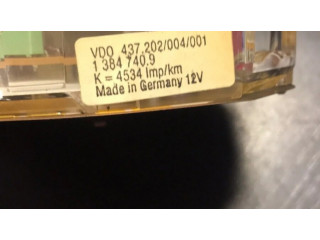 VDO 437.202/004/001
1 384 740.9
K = 4534 Imp/km
Made in Germany 12V